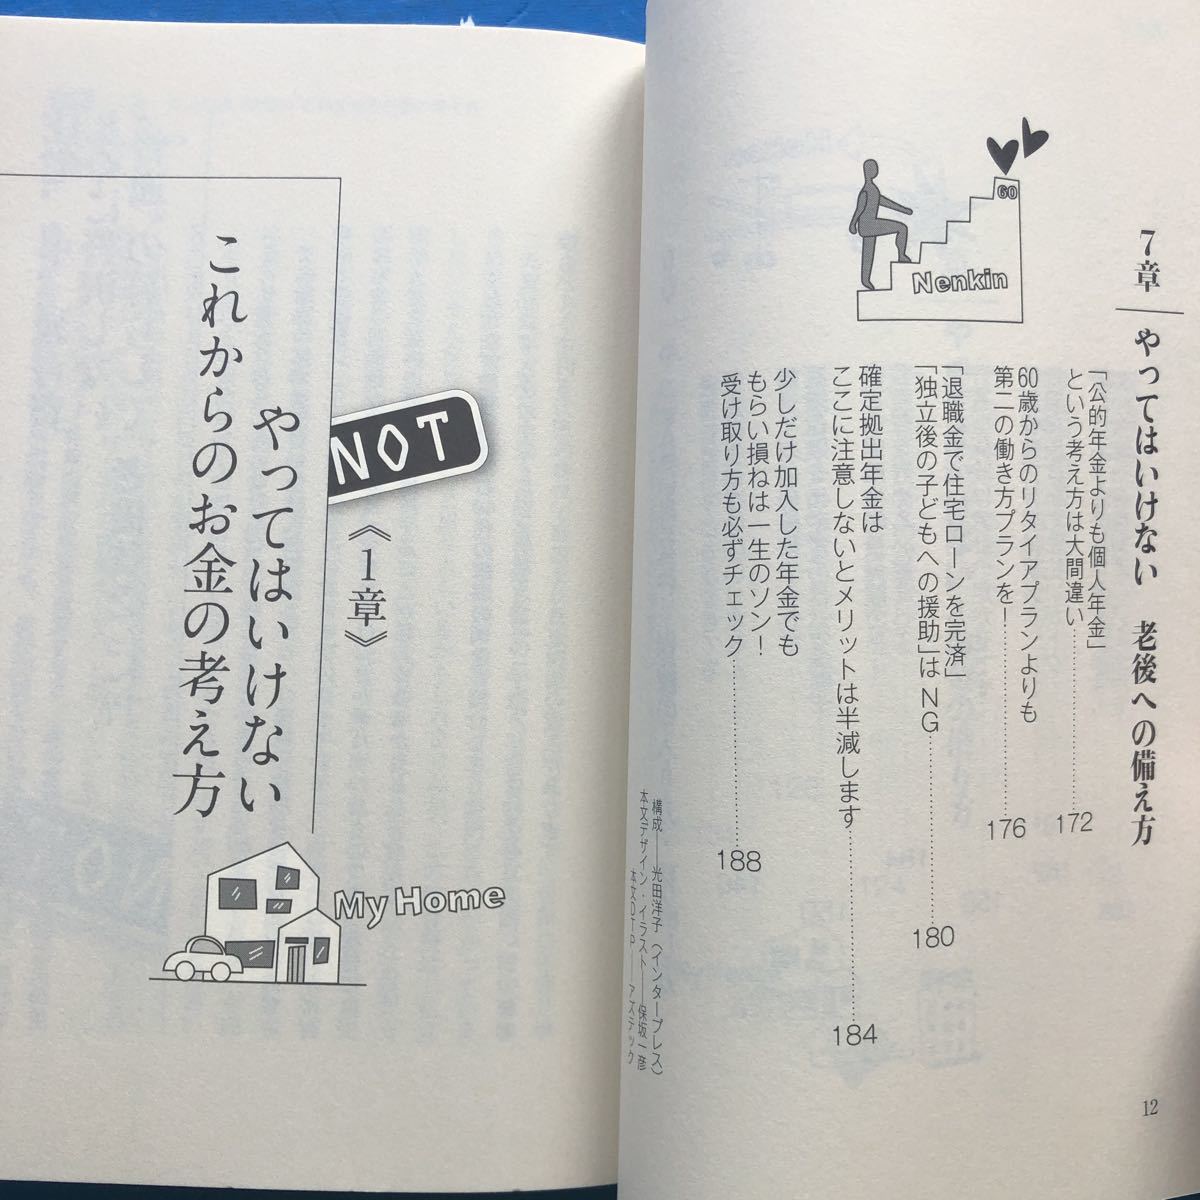 7章
やってはいけない 老後への備え方
「公的年金よりも個人年金」
という考え方は大間違い……172
60歳からのリタイアプランよりも
第二の働き方プランを!……176
「退職金で住宅ローンを完済」
「独立後の子どもへの援助」はNG……180
確定拠出年金は
ここに注意しないとメリットは半減します……184
少しだけ加入した年金でも
もらい損ねは一生のソン!
受け取り方も必ずチェック……188
60
Nenkin
構成――光田洋子(インタープレス)
本文デザイン・イラスト――保坂一彦
本文DTP――アズテック
12
NOT
《1章》
やってはいけない
これからのお金の考え方
My Home